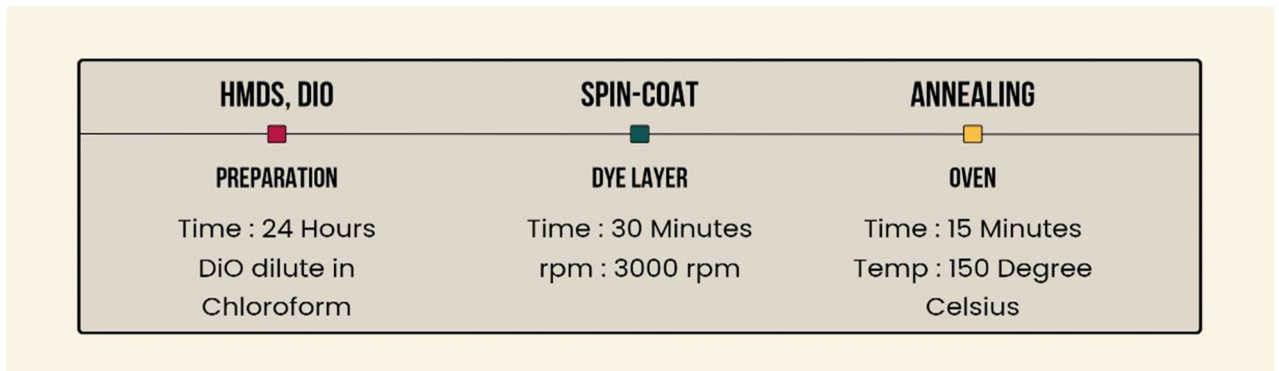 HMDS, DIO
PREPARATION
Time : 24 Hours
DiO dilute in
Chloroform
SPIN-COAT
DYE LAYER
Time : 30 Minutes
rpm : 3000 rpm
ANNEALING
OVEN
Time : 15 Minutes
Temp : 150 Degree
Celsius